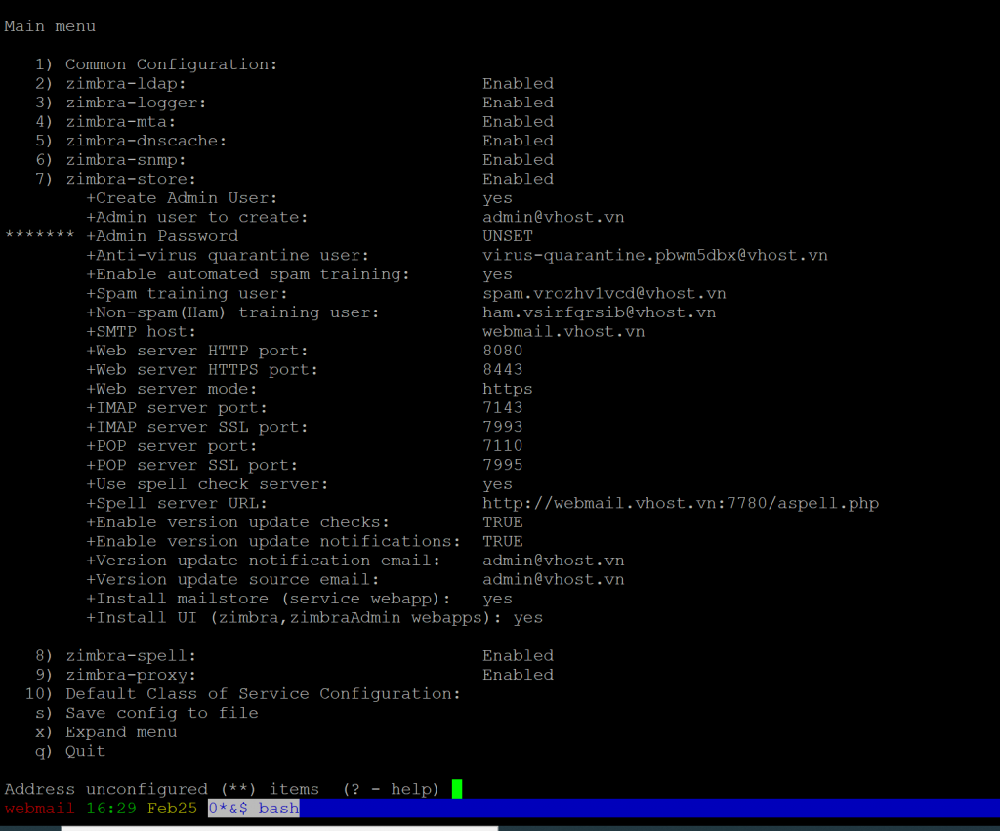 Main menu
1) Common Configuration:
2) zimbra-ldap: Enabled
3) zimbra-logger: Enabled
4) zimbra-mta: Enabled
5) zimbra-dnscache: Enabled
6) zimbra-snmp: Enabled
7) zimbra-store: Enabled
+Create Admin User: yes
+Admin user to create: admin@vhost.vn
******* +Admin Password UNSET
+Anti-virus quarantine user: virus-quarantine.pbwm5dbx@vhost.vn
+Enable automated spam training: yes
+Spam training user: spam.vrozhv1vcd@vhost.vn
+Non-spam(Ham) training user: ham.vsirfqrsib@vhost.vn
+SMTP host: webmail.vhost.vn
+Web server HTTP port: 8080
+Web server HTTPS port: 8443
+Web server mode: https
+IMAP server port: 7143
+IMAP server SSL port: 7993
+POP server port: 7110
+POP server SSL port: 7995
+Use spell check server: yes
+Spell server URL: http://webmail.vhost.vn:7780/aspell.php
+Enable version update checks: TRUE
+Enable version update notifications: TRUE
+Version update notification email: admin@vhost.vn
+Version update source email: admin@vhost.vn
+Install mailstore (service webapp): yes
+Install UI (zimbra,zimbraAdmin webapps): yes
8) zimbra-spell: Enabled
9) zimbra-proxy: Enabled
10) Default Class of Service Configuration:
s) Save config to file
x) Expand menu
q) Quit
Address unconfigured (**) items (? - help)
webmail 16:29 Feb25 0*&$ bash